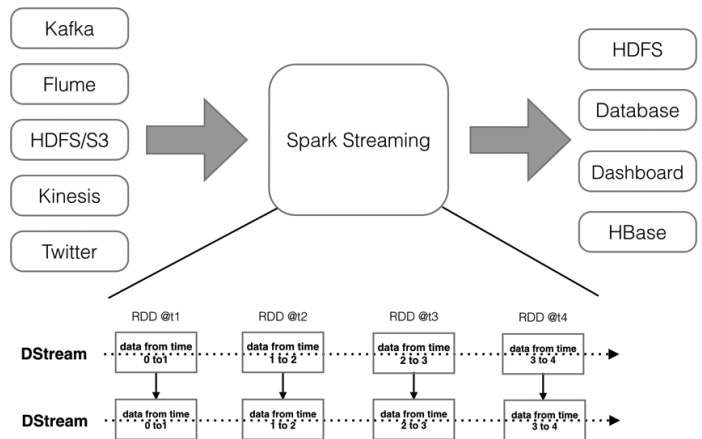 Kafka
Flume
HDFS/S3
Kinesis
Twitter
Spark Streaming
HDFS
Database
Dashboard
HBase
RDD @t1
RDD @t2
RDD @t3
RDD @t4
DStream
data from time
0 to1
data from time
1 to 2
data from time
2 to 3
data from time
3 to 4
DStream
data from time
0 to1
data from time
1 to 2
data from time
2 to 3
data from time
3 to 4